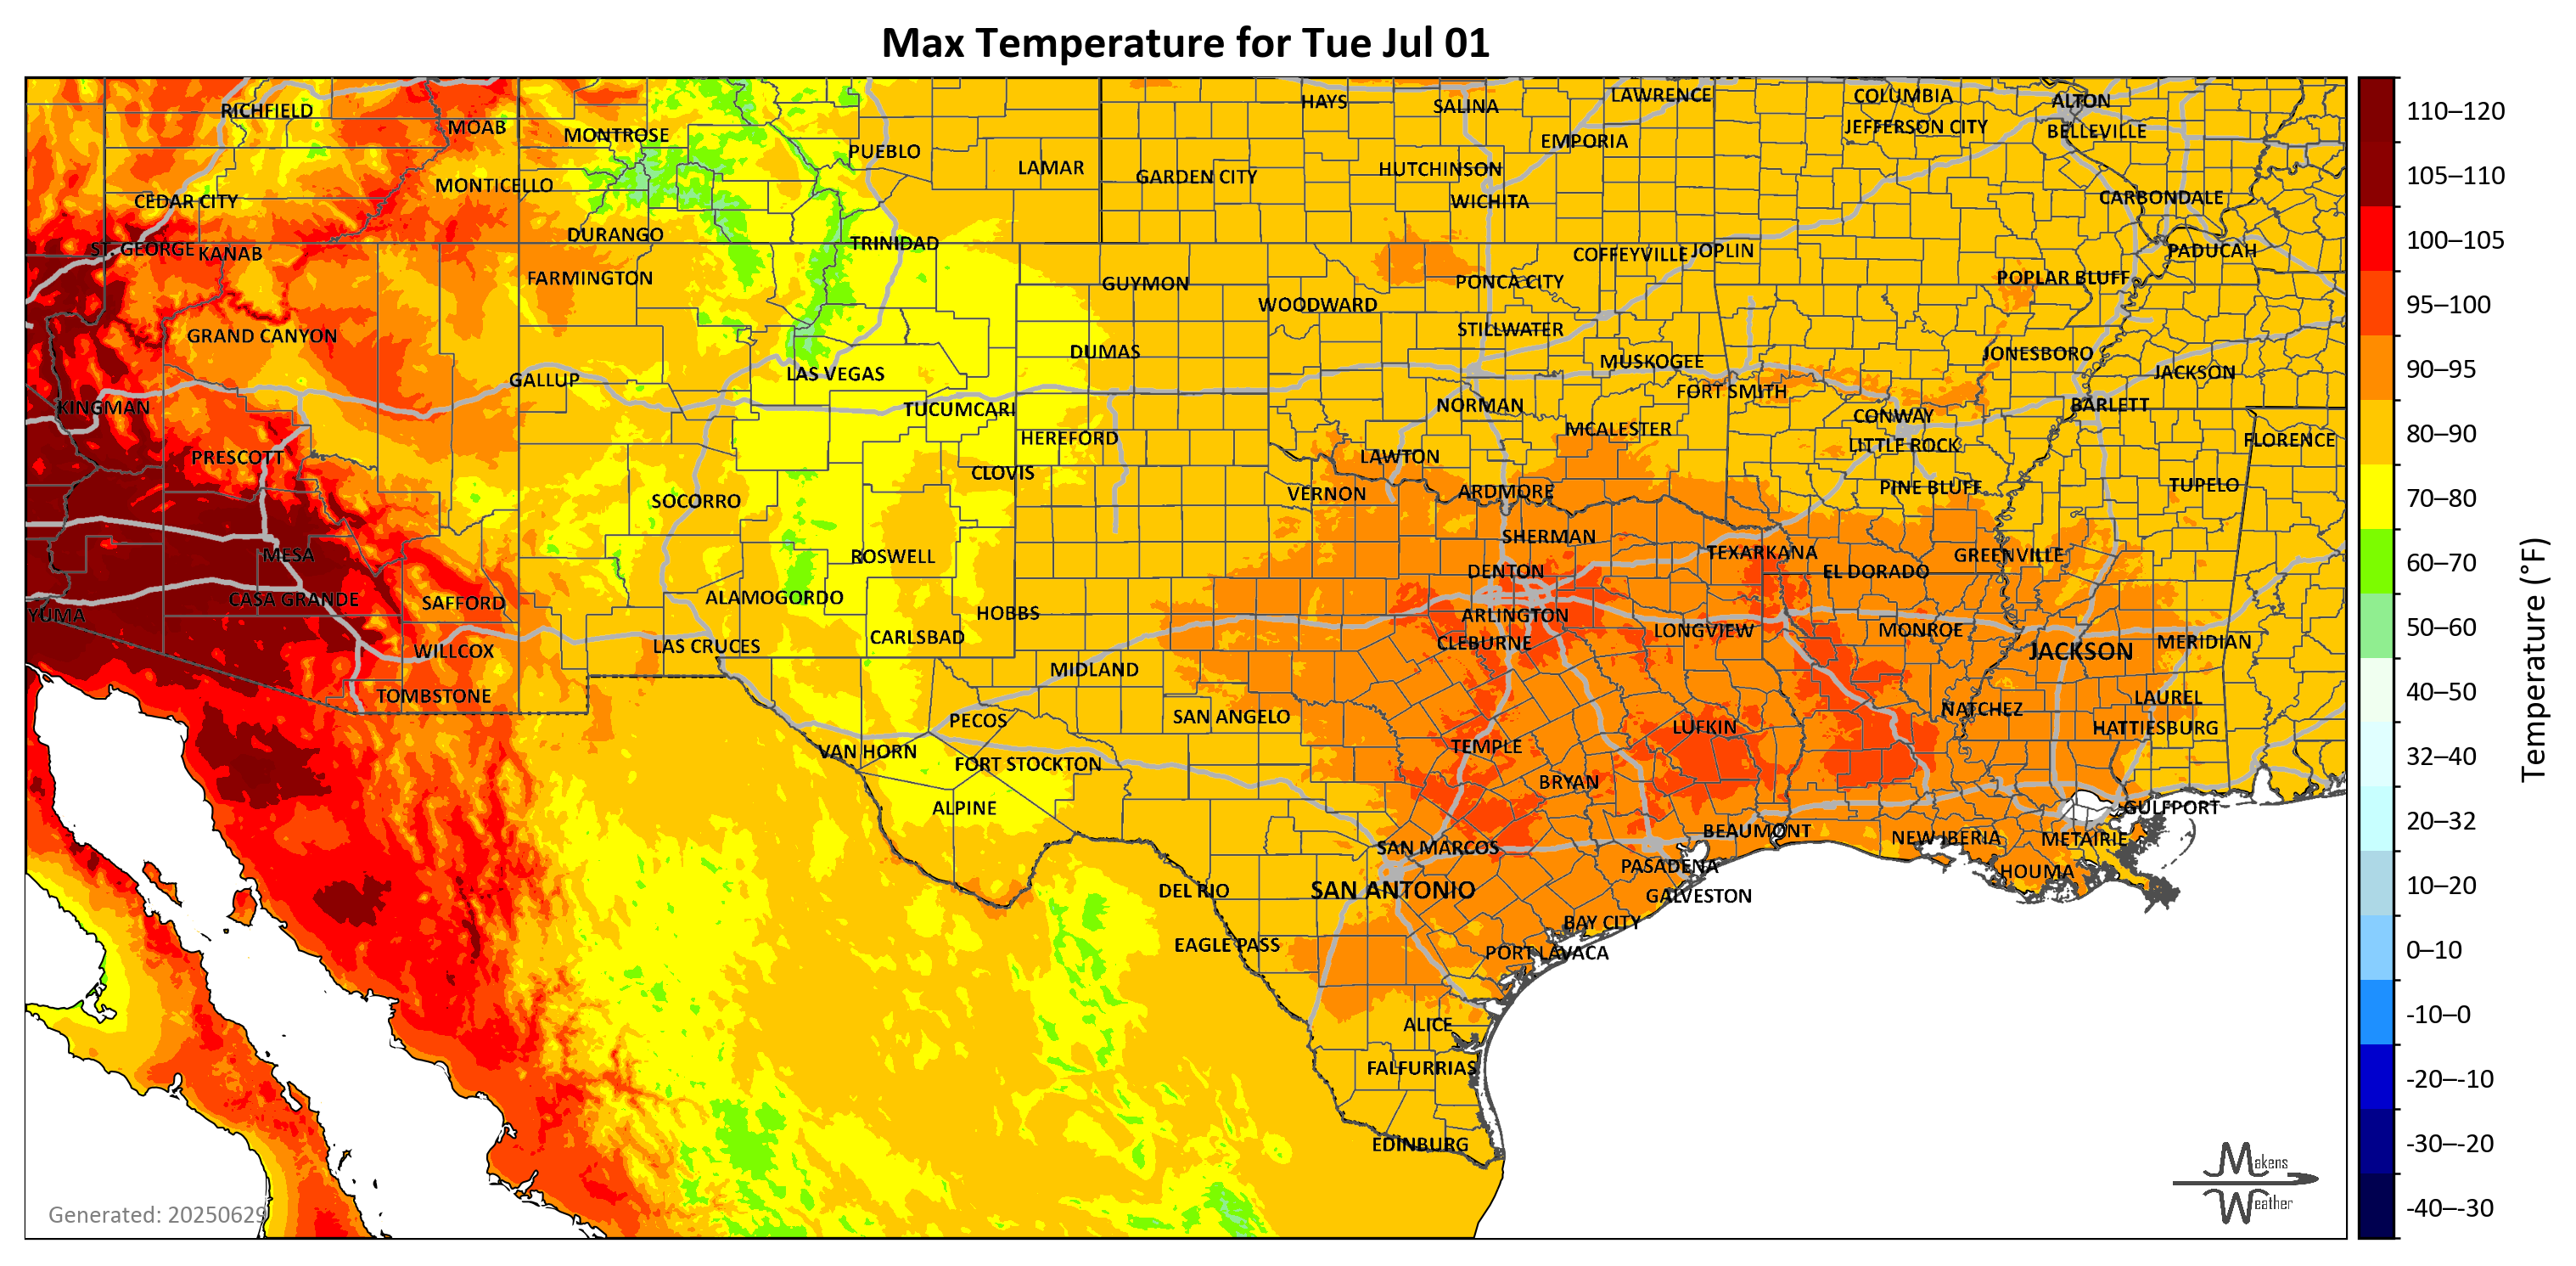 Max Temperature for Tue Jul 01
RICHFIELD
MOAB
MONTROSE
PUEBLO
LAMAR
HAYS
SALINA
LAWRENCE
COLUMBIA
ALTON
JEFFERSON CITY
BELLEVILLE
EMPORIA
HUTCHINSON
GARDEN CITY
MONTICELLO
CEDAR CITY
WICHITA
CARBONDALE
DURANGO
TRINIDAD
ST. GEORGE
KANAB
COFFEYVILLE
JOPLIN
PADUCAH
FARMINGTON
GUYMON
PONCA CITY
POPLAR BLUFF
WOODWARD
STILLWATER
GRAND CANYON
DUMAS
MUSKOGEE
JONESBORO
JACKSON
GALLUP
LAS VEGAS
FORT SMITH
KINGMAN
TUCUMCARI
NORMAN
CONWAY
BARLETT
HEREFORD
MCALESTER
LITTLE ROCK
FLORENCE
PRESCOTT
CLOVIS
LAWTON
SOCORRO
VERNON
ARDMORE
PINE BLUFF
TUPELO
MESA
ROSWELL
SHERMAN
TEXARKANA
GREENVILLE
DENTON
EL DORADO
CASA GRANDE
SAFFORD
ALAMOGORDO
HOBBS
ARLINGTON
YUMA
WILLCOX
LAS CRUCES
CARLSBAD
CLEBURNE
LONGVIEW
MONROE
JACKSON
MERIDIAN
MIDLAND
TOMBSTONE
PECOS
SAN ANGELO
LUFKIN
NATCHEZ
LAUREL
HATTIESBURG
VAN HORN
FORT STOCKTON
TEMPLE
BRYAN
ALPINE
GULFPORT
BEAUMONT
NEW IBERIA
METAIRIE
SAN MARCOS
PASADENA
HOUMA
DEL RIO
SAN ANTONIO
GALVESTON
BAY CITY
EAGLE PASS
PORT LAVACA
ALICE
FALFURRIAS
EDINBURG
Generated: 20250629
Makens
Weather
110–120
105–110
100–105
95–100
90–95
80–90
70–80
60–70
50–60
40–50
32–40
20–32
10–20
0–10
-10–0
-20–-10
-30–-20
-40–-30
Temperature (°F)